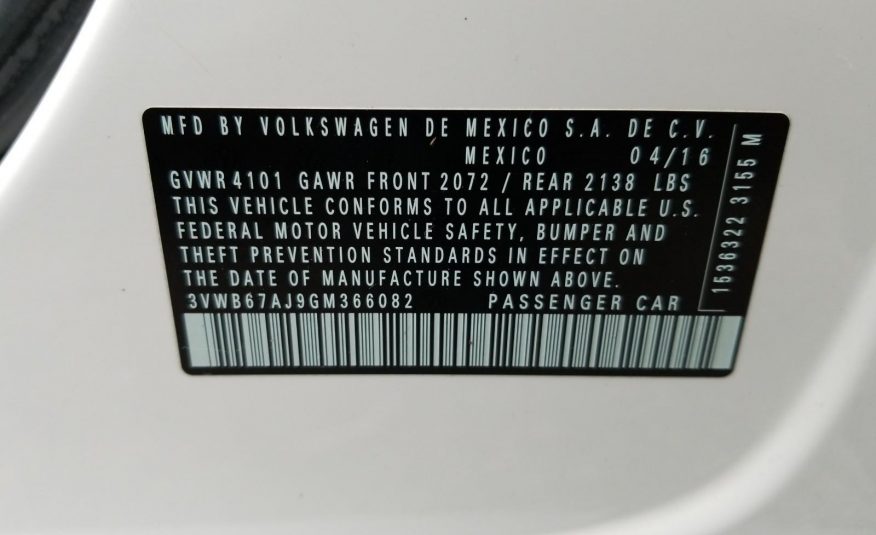 MFD BY VOLKSWAGEN DE MEXICO S.A. DE C.V.
MEXICO 04/16
GVWR 4101 GAWR FRONT 2072 / REAR 2138 LBS
THIS VEHICLE CONFORMS TO ALL APPLICABLE U.S.
FEDERAL MOTOR VEHICLE SAFETY, BUMPER AND
THEFT PREVENTION STANDARDS IN EFFECT ON
THE DATE OF MANUFACTURE SHOWN ABOVE.
3VWB67AJ9GM366082 PASSENGER CAR
1536322 3155 M